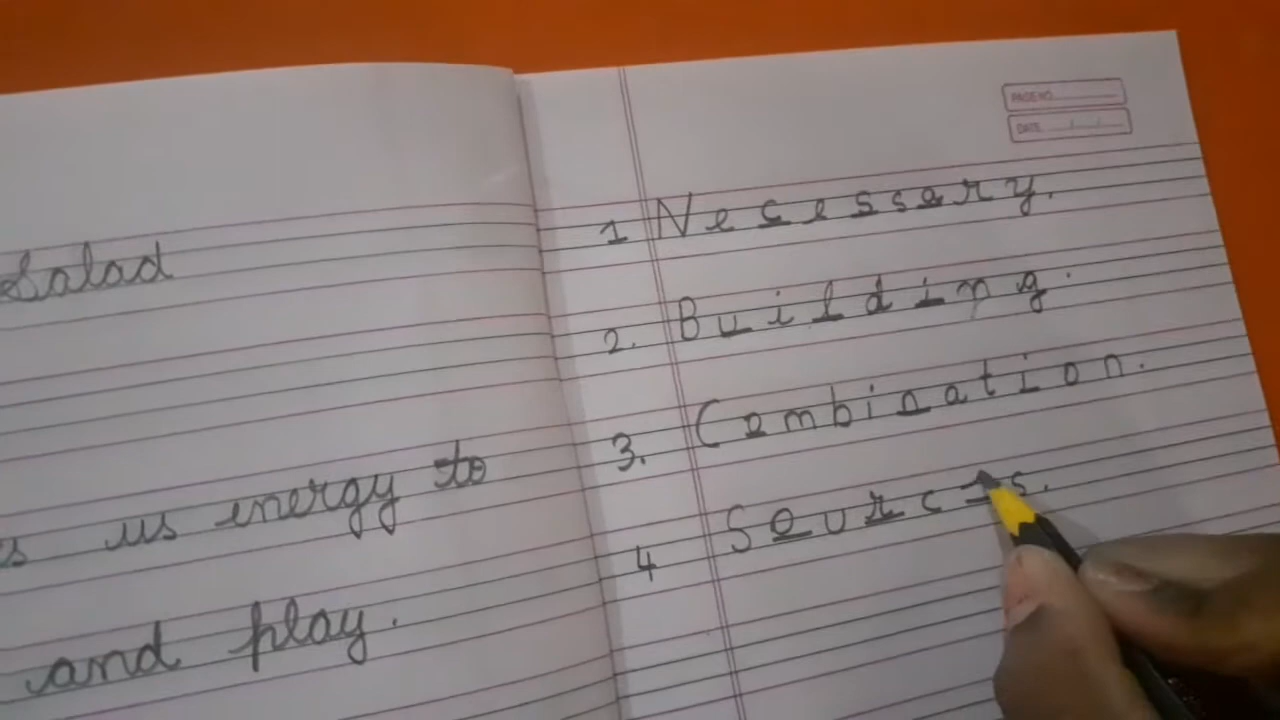 Salad
us energy to
and play.
PAGE NO.
DATE / /
1 Necessary.
2. Building.
3. Combination.
4 Sources.